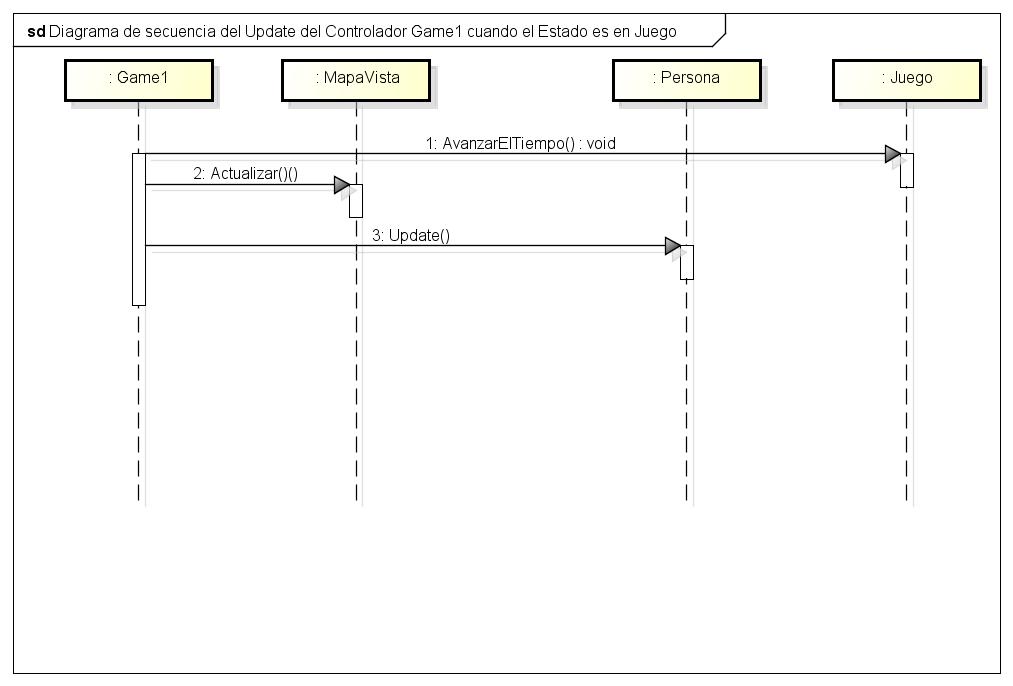 sd Diagrama de secuencia del Update del Controlador Game1 cuando el Estado es en Juego
: Game1
: MapaVista
: Persona
: Juego
1: AvanzarElTiempo() : void
2: Actualizar()()
3: Update()